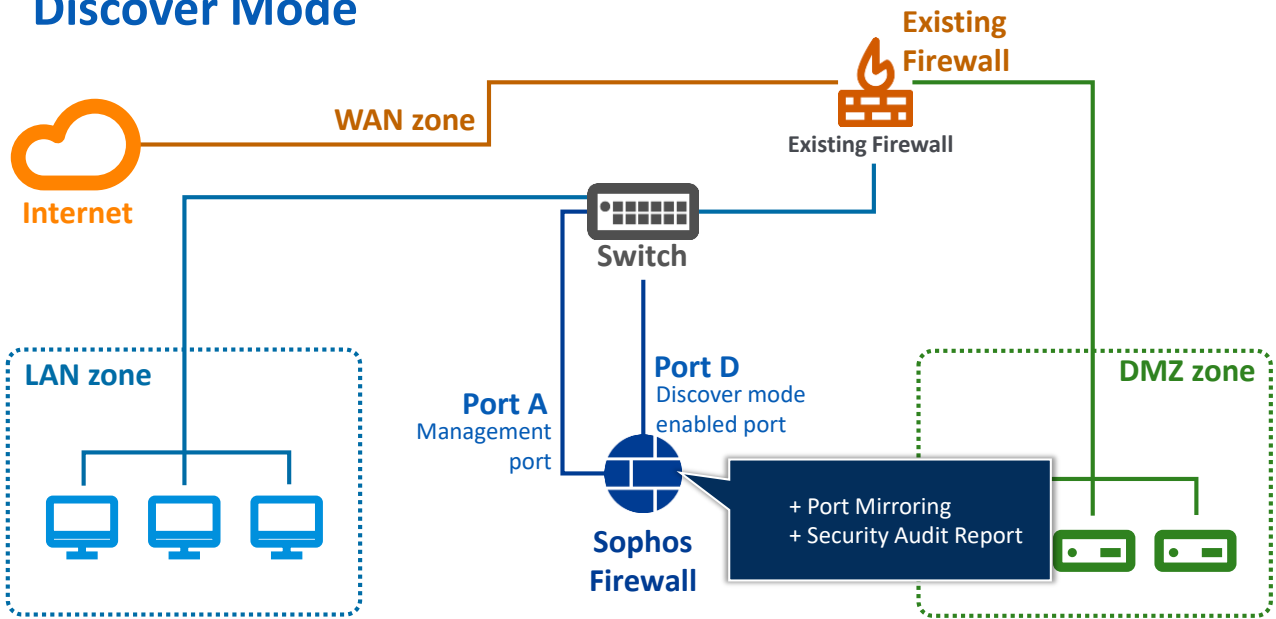 Discover Mode
Existing
Firewall
WAN zone
Existing Firewall
Internet
Switch
LAN zone
Port D
Discover mode
enabled port
DMZ zone
Port A
Management
port
+ Port Mirroring
+ Security Audit Report
Sophos
Firewall